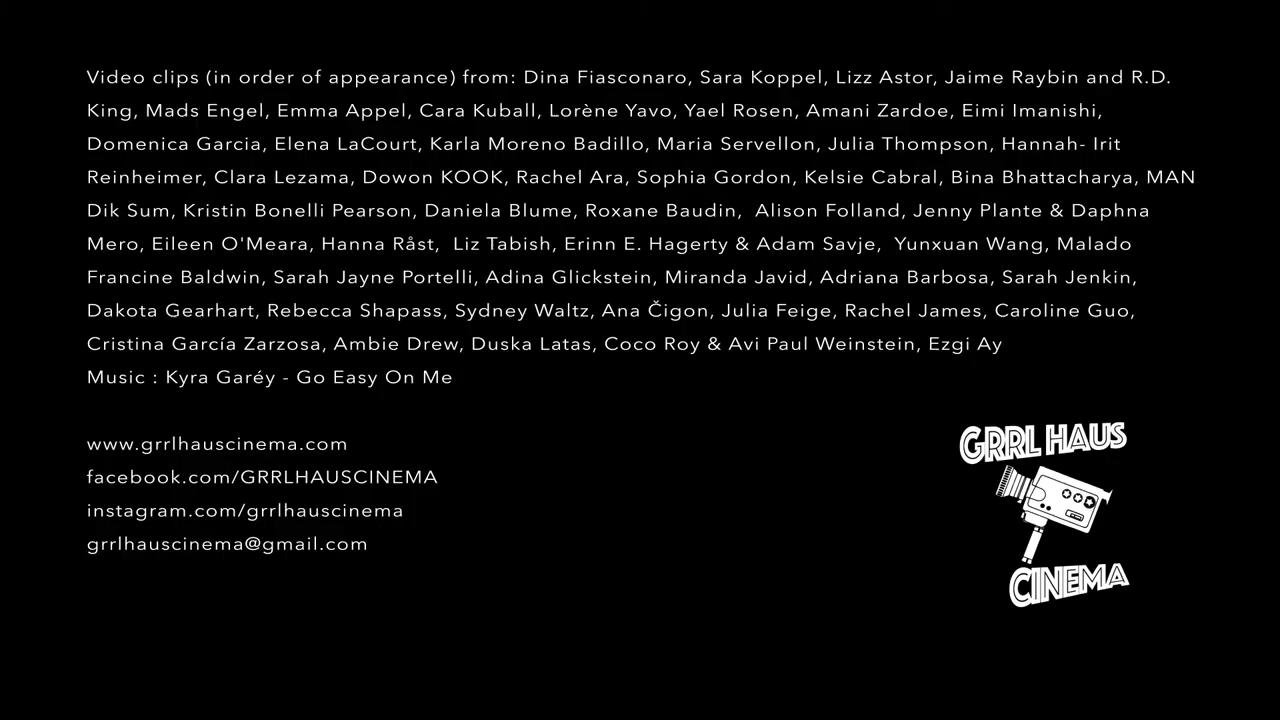 Video clips (in order of appearance) from: Dina Fiasconaro, Sara Koppel, Lizz Astor, Jaime Raybin and R.D.
King, Mads Engel, Emma Appel, Cara Kuball, Lorène Yavo, Yael Rosen, Amani Zardoe, Eimi Imanishi,
Domenica Garcia, Elena LaCourt, Karla Moreno Badillo, Maria Servellon, Julia Thompson, Hannah- Irit
Reinheimer, Clara Lezama, Dowon KOOK, Rachel Ara, Sophia Gordon, Kelsie Cabral, Bina Bhattacharya, MAN
Dik Sum, Kristin Bonelli Pearson, Daniela Blume, Roxane Baudin,  Alison Folland, Jenny Plante & Daphna
Mero, Eileen O'Meara, Hanna Råst,  Liz Tabish, Erinn E. Hagerty & Adam Savje,  Yunxuan Wang, Malado
Francine Baldwin, Sarah Jayne Portelli, Adina Glickstein, Miranda Javid, Adriana Barbosa, Sarah Jenkin,
Dakota Gearhart, Rebecca Shapass, Sydney Waltz, Ana Čigon, Julia Feige, Rachel James, Caroline Guo,
Cristina García Zarzosa, Ambie Drew, Duska Latas, Coco Roy & Avi Paul Weinstein, Ezgi Ay
Music : Kyra Garéy - Go Easy On Me
www.grrlhauscinema.com
facebook.com/GRRLHAUSCINEMA
instagram.com/grrlhauscinema
grrlhauscinema@gmail.com
GRRL HAUS
CINEMA